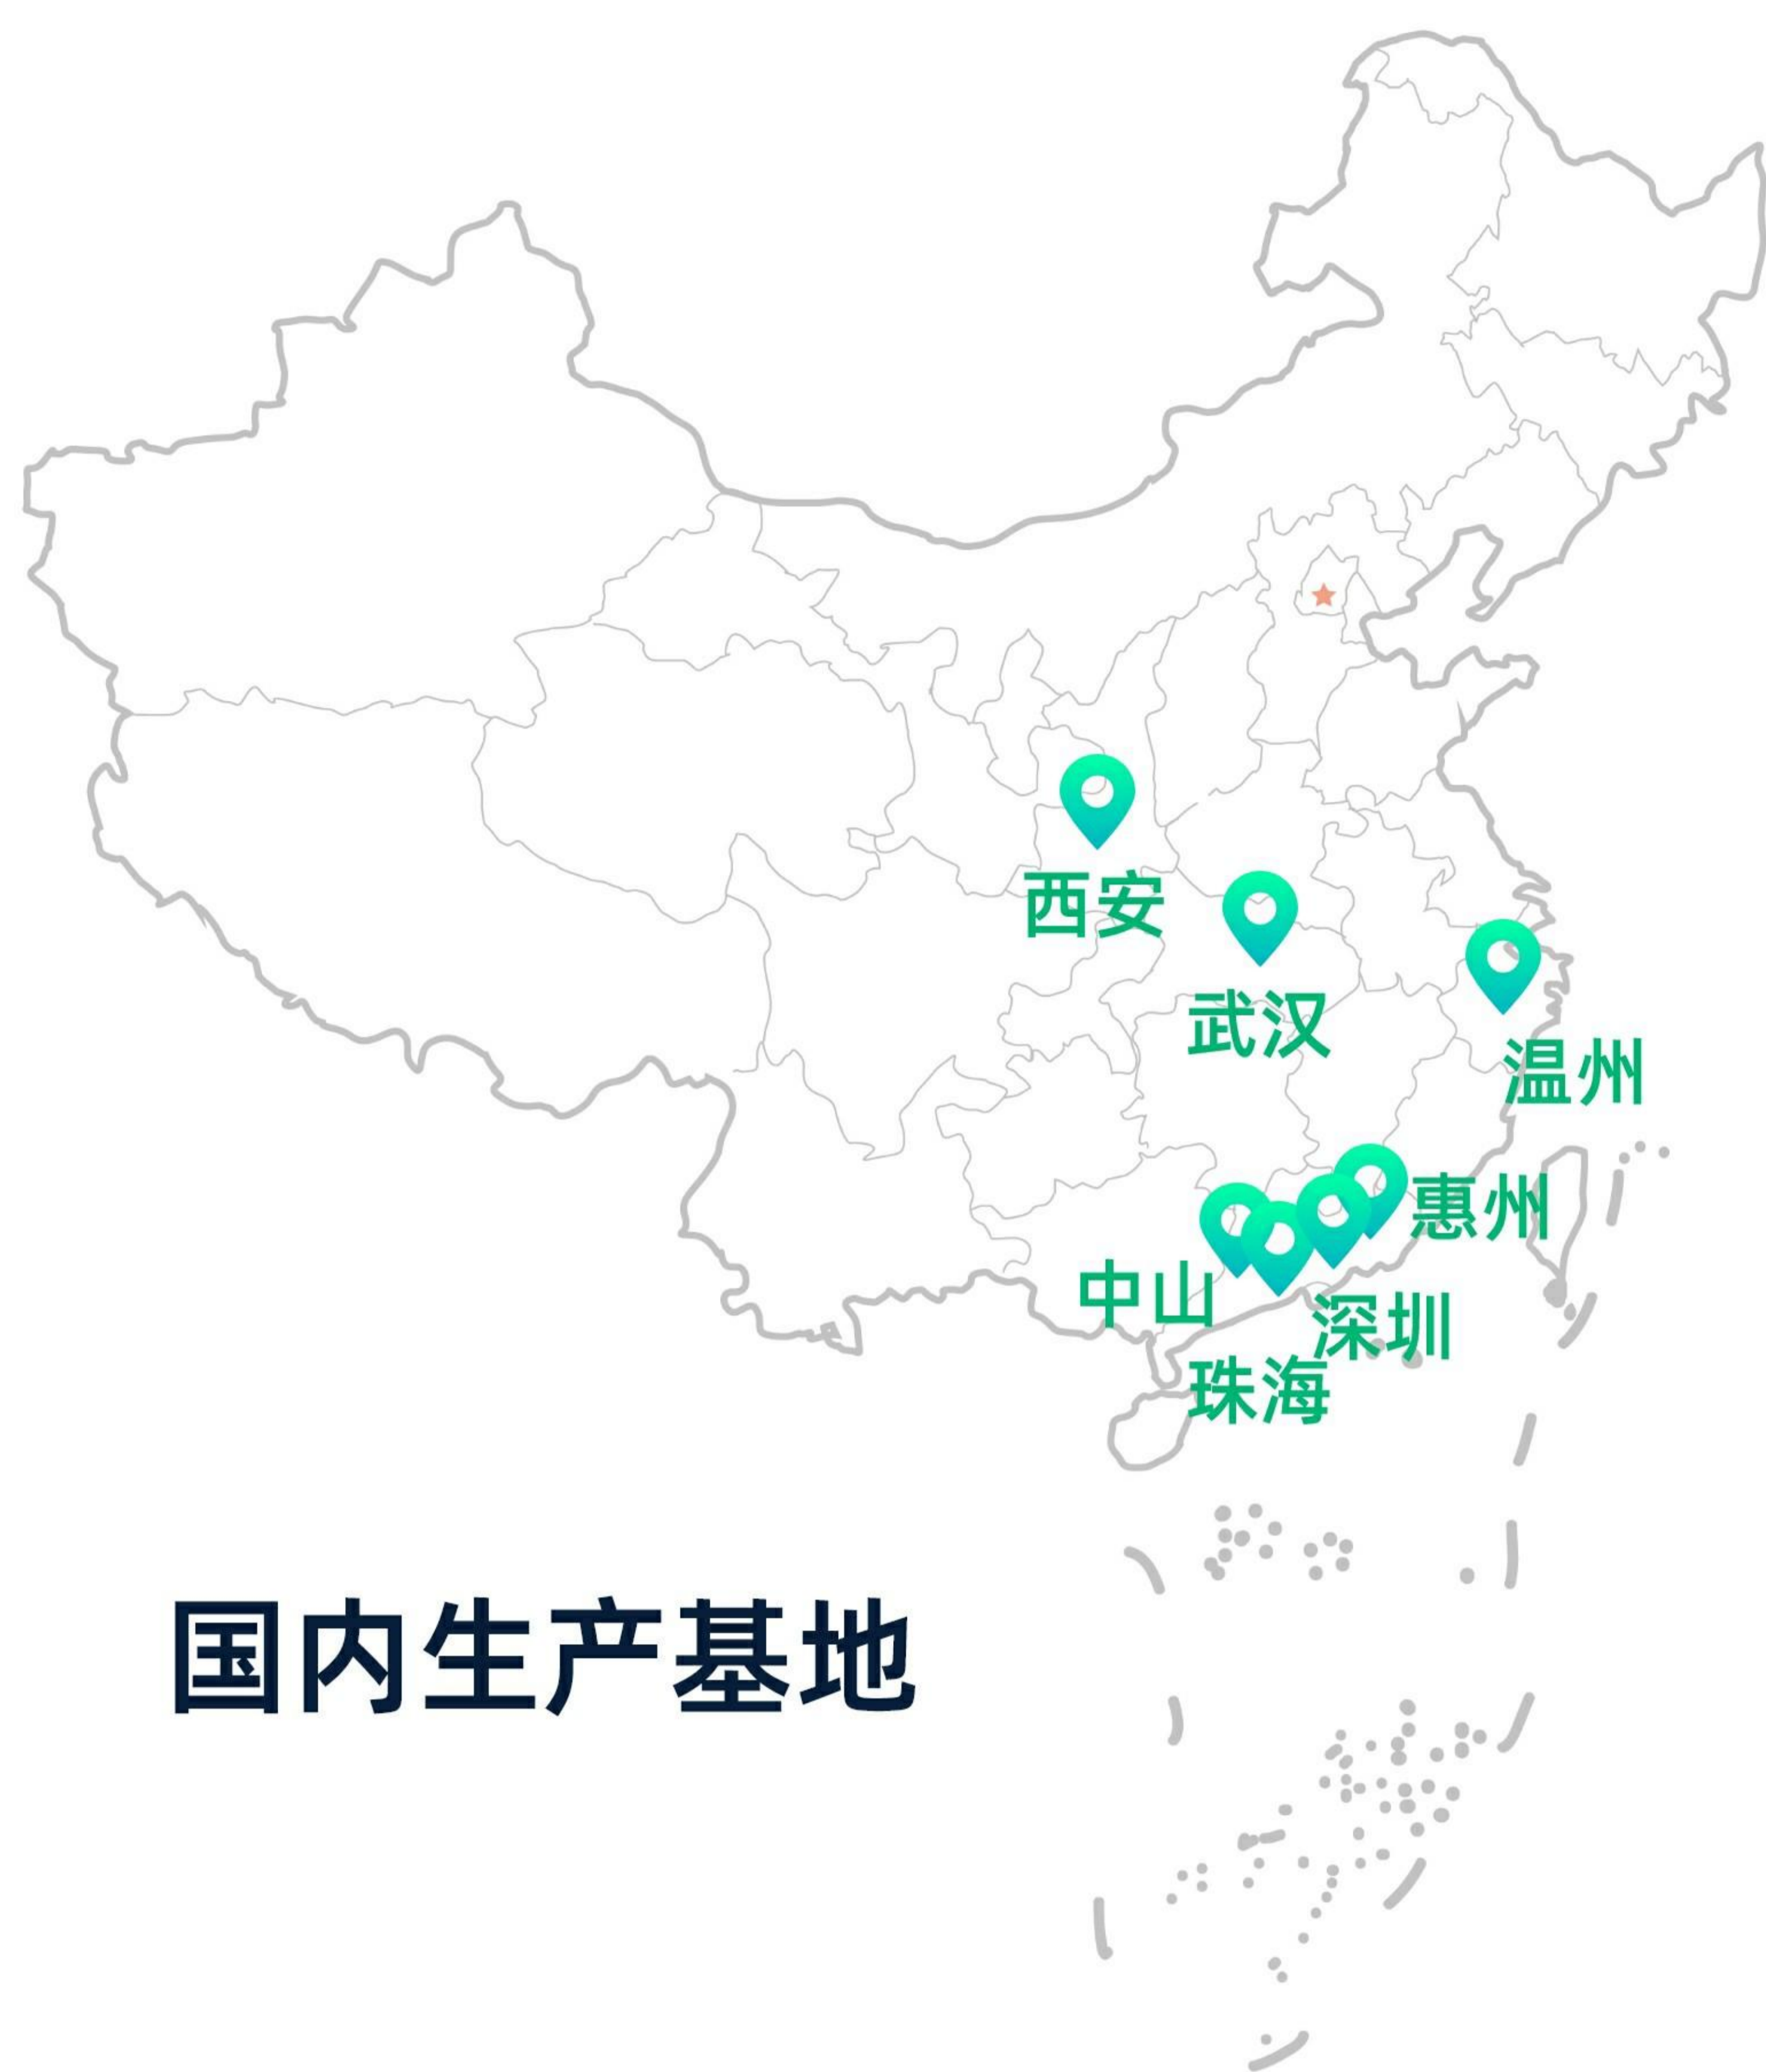 西安
武汉
温州
惠州
中山
深圳
珠海
国内生产基地